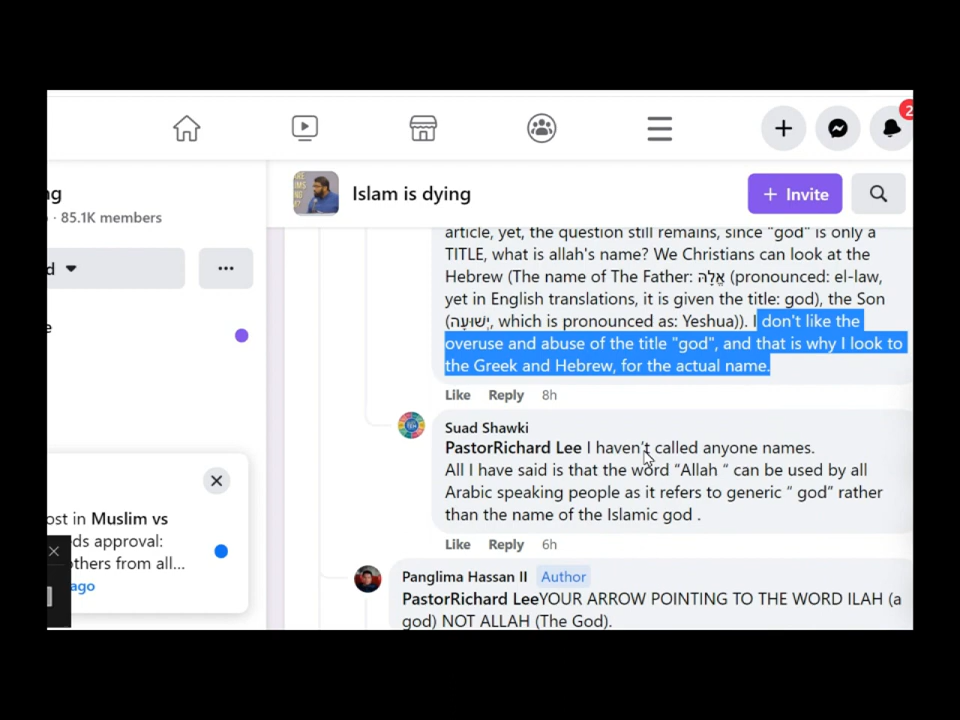 2
ng
· 85.1K members
d
e
ost in Muslim vs
ds approval:
others from all...
ago
Islam is dying
+ Invite
article, yet, the question still remains, since "god" is only a
TITLE, what is allah's name? We Christians can look at the
Hebrew (The name of The Father: אֱלָהּ (pronounced: el-law,
yet in English translations, it is given the title: god), the Son
(יְשׁוּעָה, which is pronounced as: Yeshua)). I don't like the
overuse and abuse of the title "god", and that is why I look to
the Greek and Hebrew, for the actual name.
Like Reply 8h
Suad Shawki
PastorRichard Lee I haven't called anyone names.
All I have said is that the word “Allah “ can be used by all
Arabic speaking people as it refers to generic “ god” rather
than the name of the Islamic god .
Like Reply 6h
Panglima Hassan II Author
PastorRichard LeeYOUR ARROW POINTING TO THE WORD ILAH (a
god) NOT ALLAH (The God).